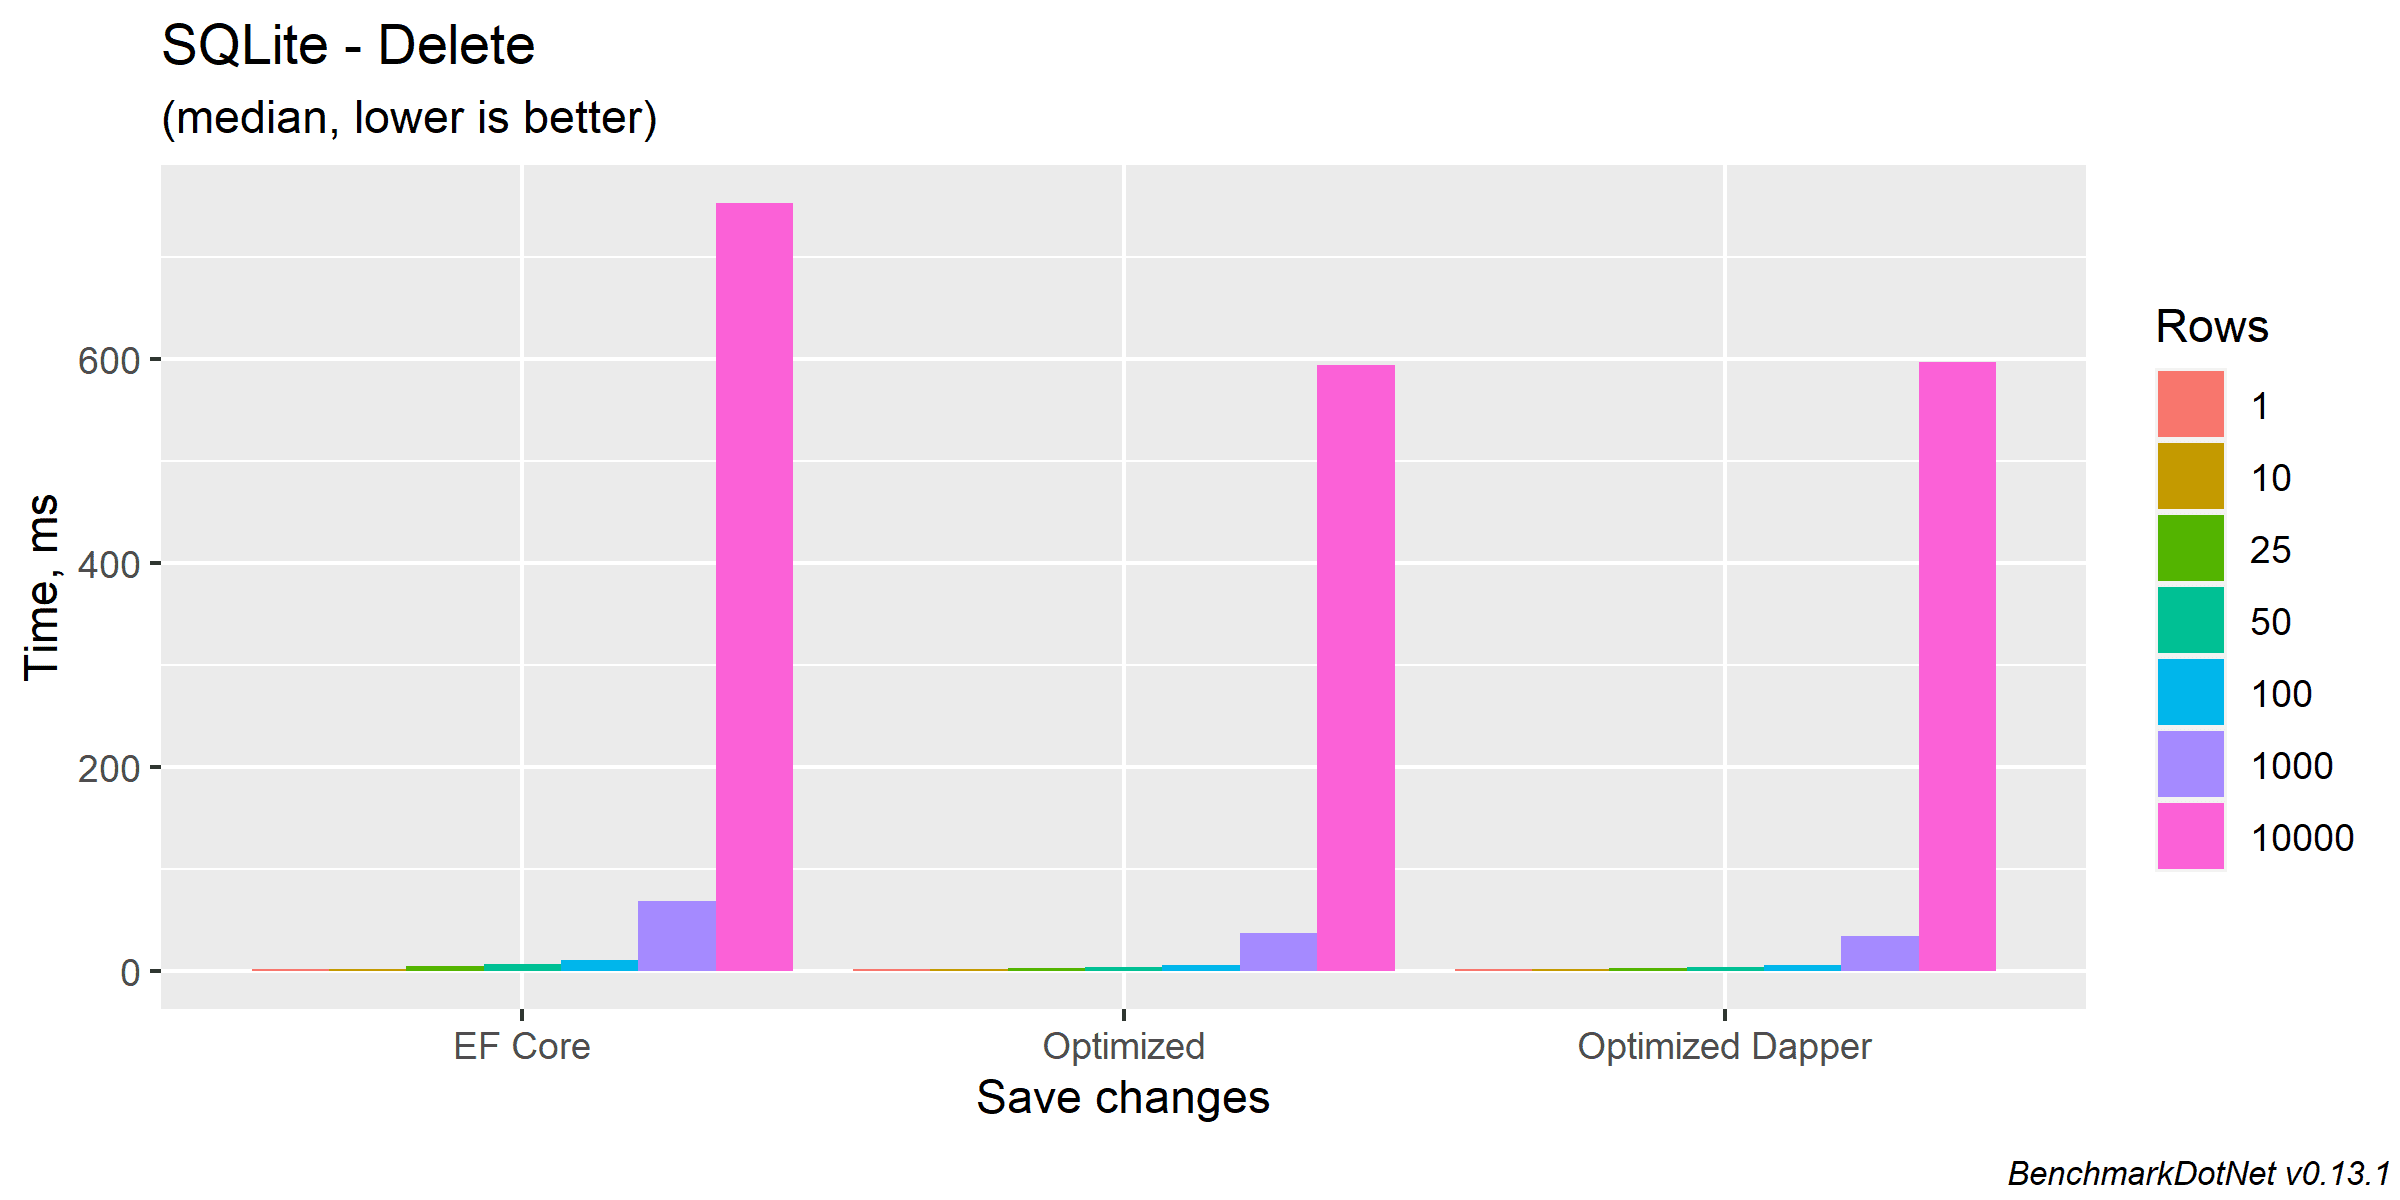 SQLite - Delete
(median, lower is better)
Time, ms
600
400
200
0
EF Core
Optimized
Optimized Dapper
Save changes
Rows
1
10
25
50
100
1000
10000
BenchmarkDotNet v0.13.1